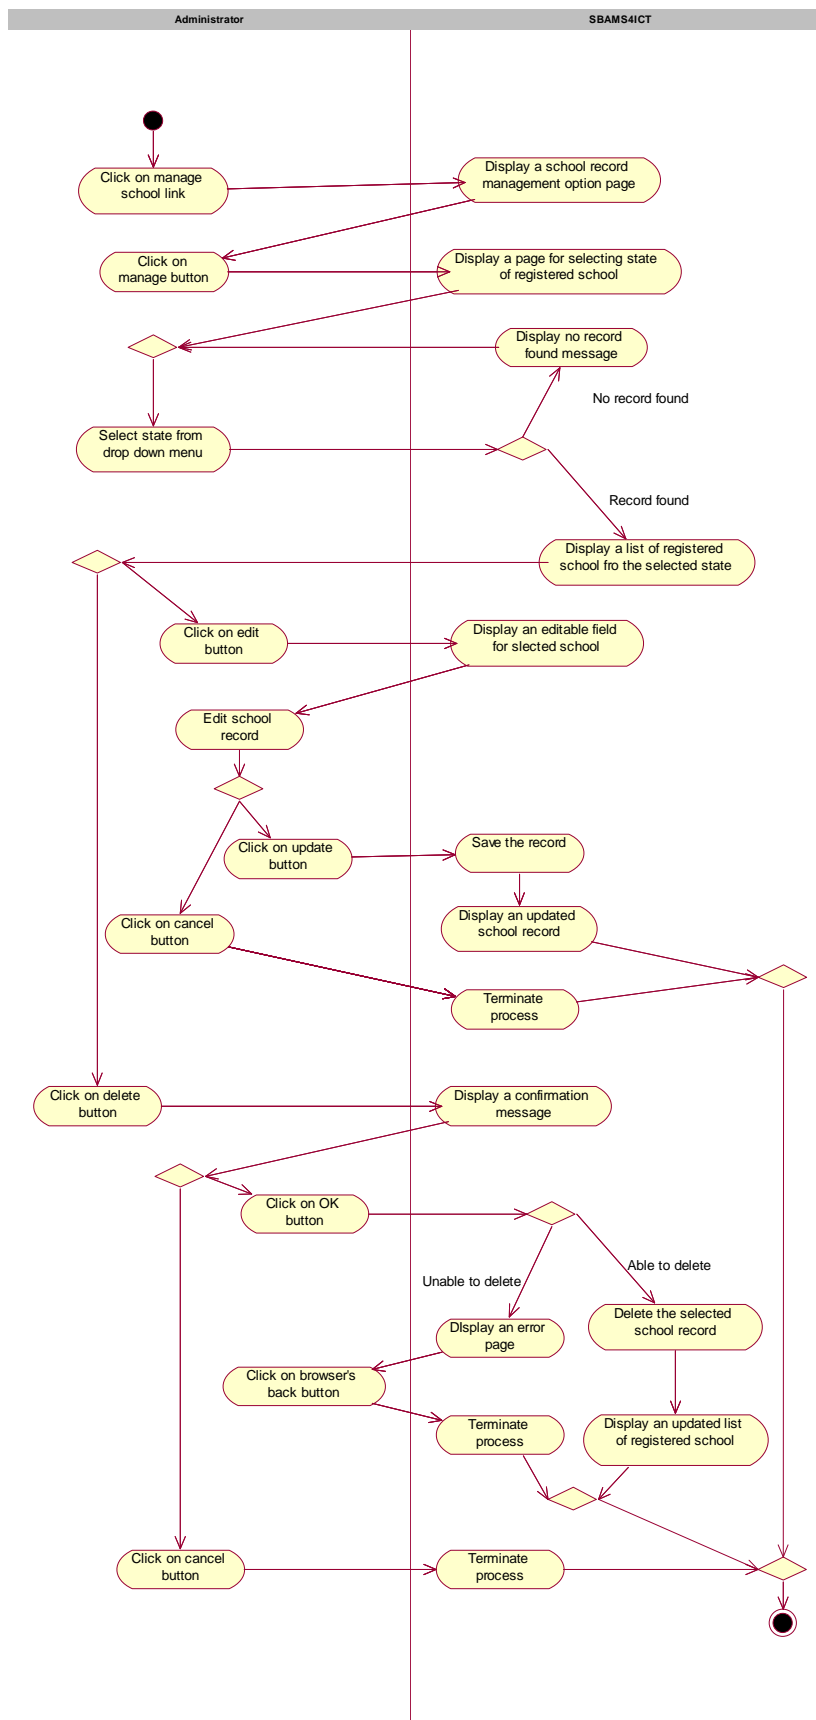 Administrator
SBAMS4ICT
Click on manage
school link
Display a school record
management option page
Click on
manage button
Display a page for selecting state
of registered school
Display no record
found message
No record found
Select state from
drop down menu
Record found
Display a list of registered
school fro the selected state
Click on edit
button
Display an editable field
for slected school
Edit school
record
Click on update
button
Save the record
Click on cancel
button
Display an updated
school record
Terminate
process
Click on delete
button
Display a confirmation
message
Click on OK
button
Able to delete
Unable to delete
Delete the selected
school record
DIsplay an error
page
Click on browser's
back button
Terminate
process
Display an updated list
of registered school
Click on cancel
button
Terminate
process